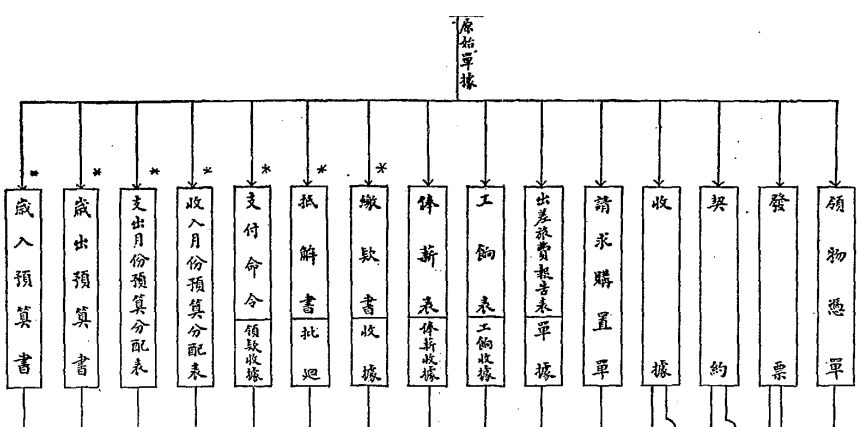 原始單據
歲入預算書
歲出預算書
支出月份預算分配表
收入月份預算分配表
支付命令
領款收據
抵解書
批迴
繳款書
收據
俸薪表
俸薪收據
工餉表
工餉收據
出差旅費報告表
單據
請求購置單
收據
契約
發票
領物憑單